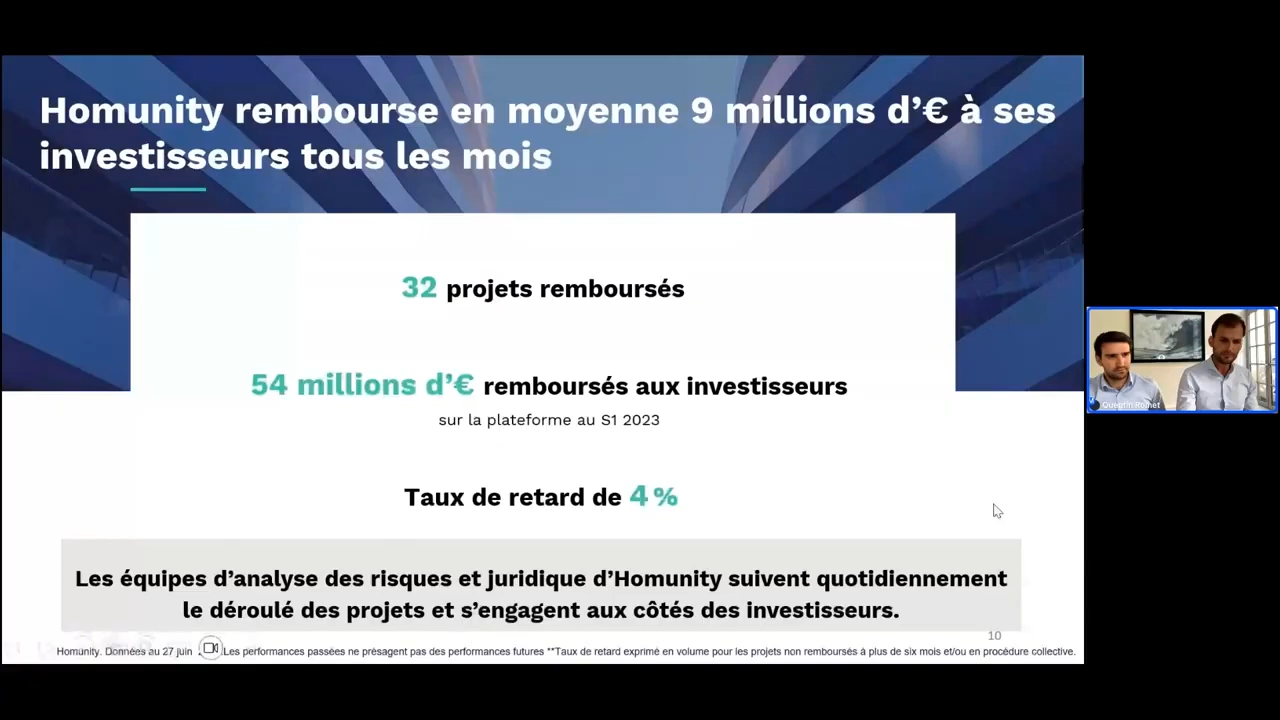 Homunity rembourse en moyenne 9 millions d’€ à ses
investisseurs tous les mois
32 projets remboursés
54 millions d’€ remboursés aux investisseurs
sur la plateforme au S1 2023
Taux de retard de 4 %
Les équipes d’analyse des risques et juridique d’Homunity suivent quotidiennement
le déroulé des projets et s’engagent aux côtés des investisseurs.
10
Homunity. Données au 27 juin Les performances passées ne présagent pas des performances futures **Taux de retard exprimé en volume pour les projets non remboursés à plus de six mois et/ou en procédure collective.
Quentin